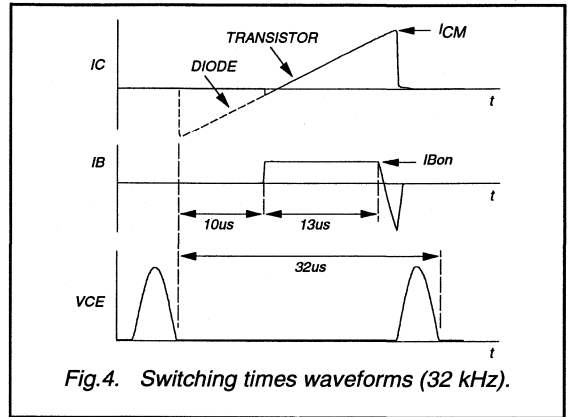 ICM
TRANSISTOR
DIODE
IC
t
IB
IBon
t
10us
13us
32us
VCE
t
Fig.4. Switching times waveforms (32 kHz).